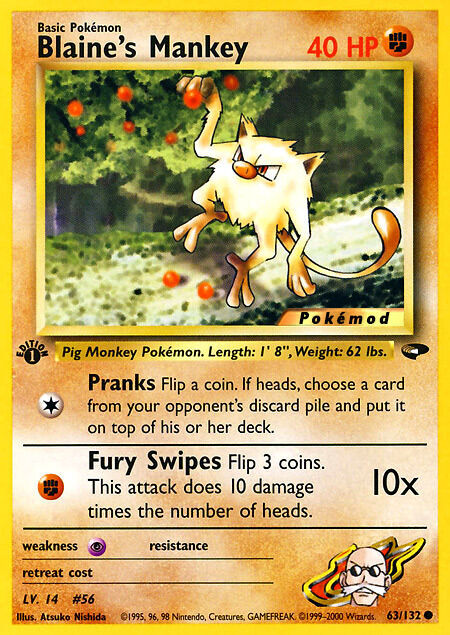 Basic Pokémon
Blaine's Mankey 40 HP
Pokémod
EDITION 1
Pig Monkey Pokémon. Length: 1' 8", Weight: 62 lbs.
Pranks Flip a coin. If heads, choose a card
from your opponent's discard pile and put it
on top of his or her deck.
Fury Swipes Flip 3 coins.
This attack does 10 damage
times the number of heads.
10x
weakness resistance
retreat cost
LV. 14 #56
Illus. Atsuko Nishida ©1995, 96, 98 Nintendo, Creatures, GAMEFREAK. ©1999-2000 Wizards. 63/132